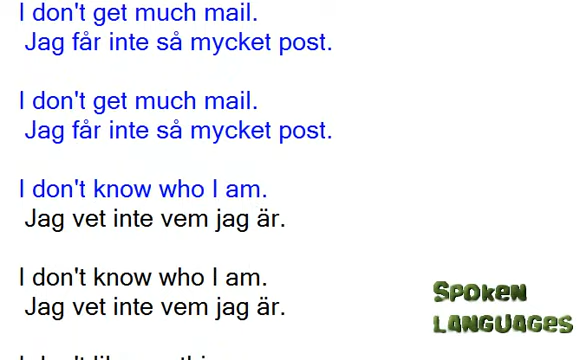 I don't get much mail.
Jag får inte så mycket post.
I don't get much mail.
Jag får inte så mycket post.
I don't know who I am.
Jag vet inte vem jag är.
I don't know who I am.
Jag vet inte vem jag är.
Spoken
Languages
I don't like